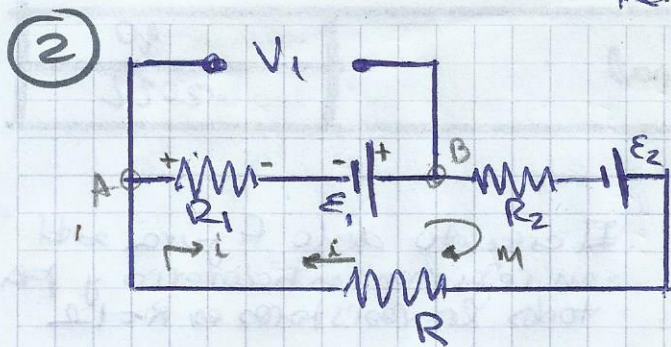 R
2
V1
A + - - + B ε2
R1 ε1 R2
i i M
R